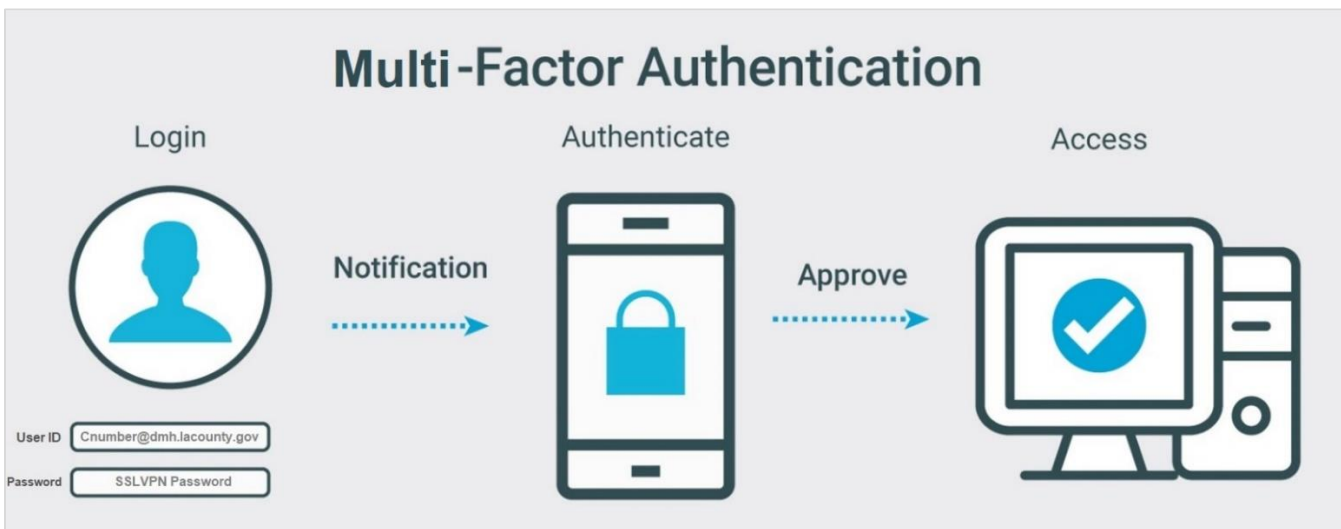 Multi-Factor Authentication
Login
Authenticate
Access
Notification
Approve
User ID Cnumber@dmh.lacounty.gov
Password SSLVPN Password